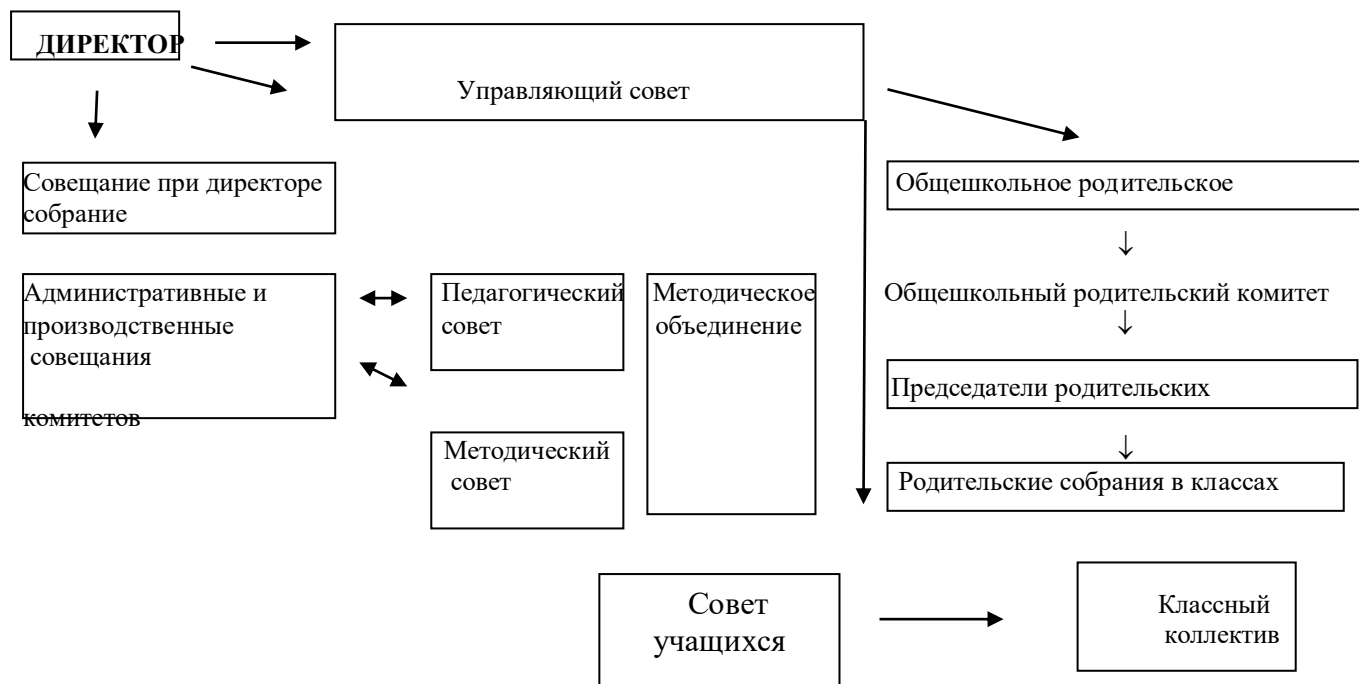 ДИРЕКТОР
Управляющий совет
Совещание при директоре
собрание
Общешкольное родительское
↓
Административные и
производственные
совещания
комитетов
Педагогический
совет
Методическое
объединение
Общешкольный родительский комитет
↓
Председатели родительских
↓
Методический
совет
Родительские собрания в классах
Совет
учащихся
Классный
коллектив